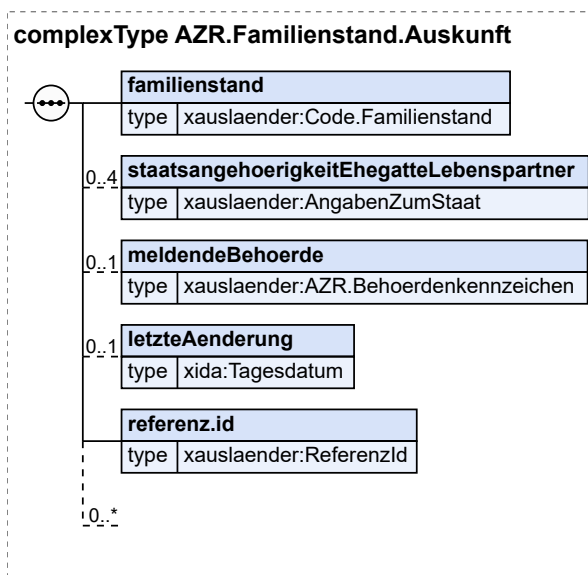 complexType AZR.Familienstand.Auskunft
familienstand
type xauslaender:Code.Familienstand
0..4 staatsangehoerigkeitEhegatteLebenspartner
type xauslaender:AngabenZumStaat
0..1 meldendeBehoerde
type xauslaender:AZR.Behoerdenkennzeichen
0..1 letzteAenderung
type xida:Tagesdatum
referenz.id
type xauslaender:ReferenzId
0..*